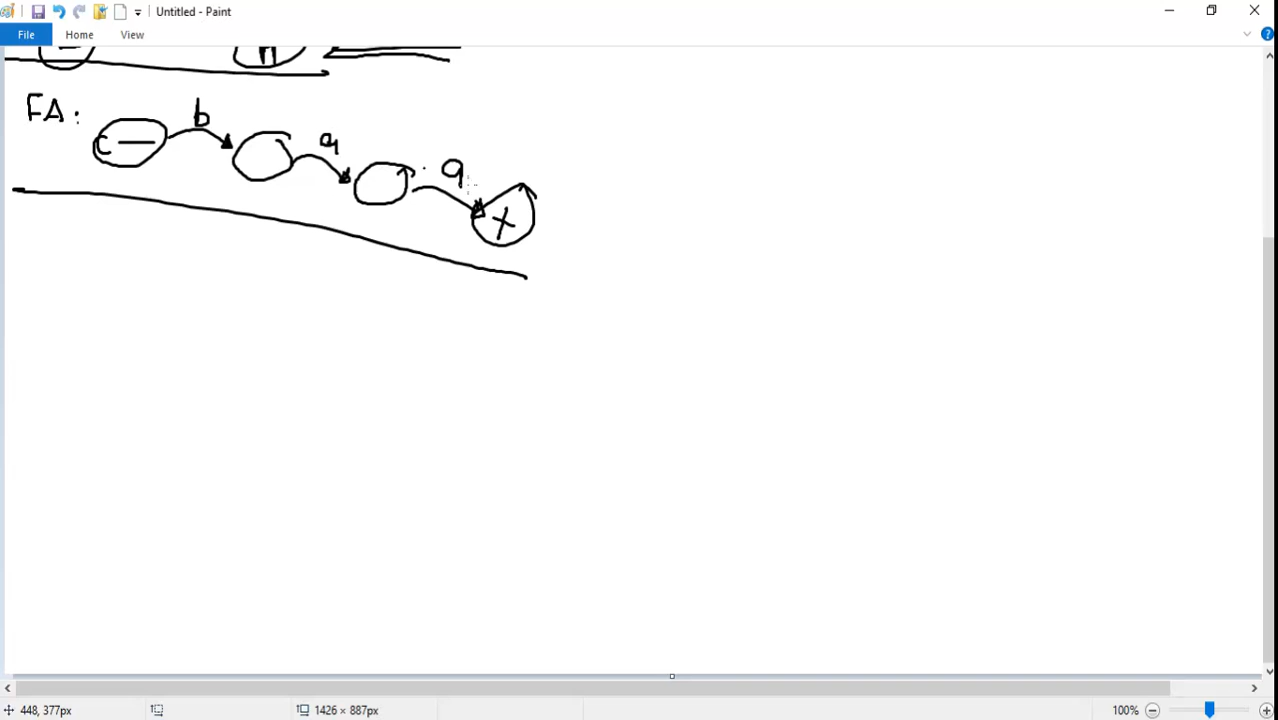 Untitled - Paint
File Home View
FA:
b
a
a
C −
+
448, 377px
1426 × 887px
100%